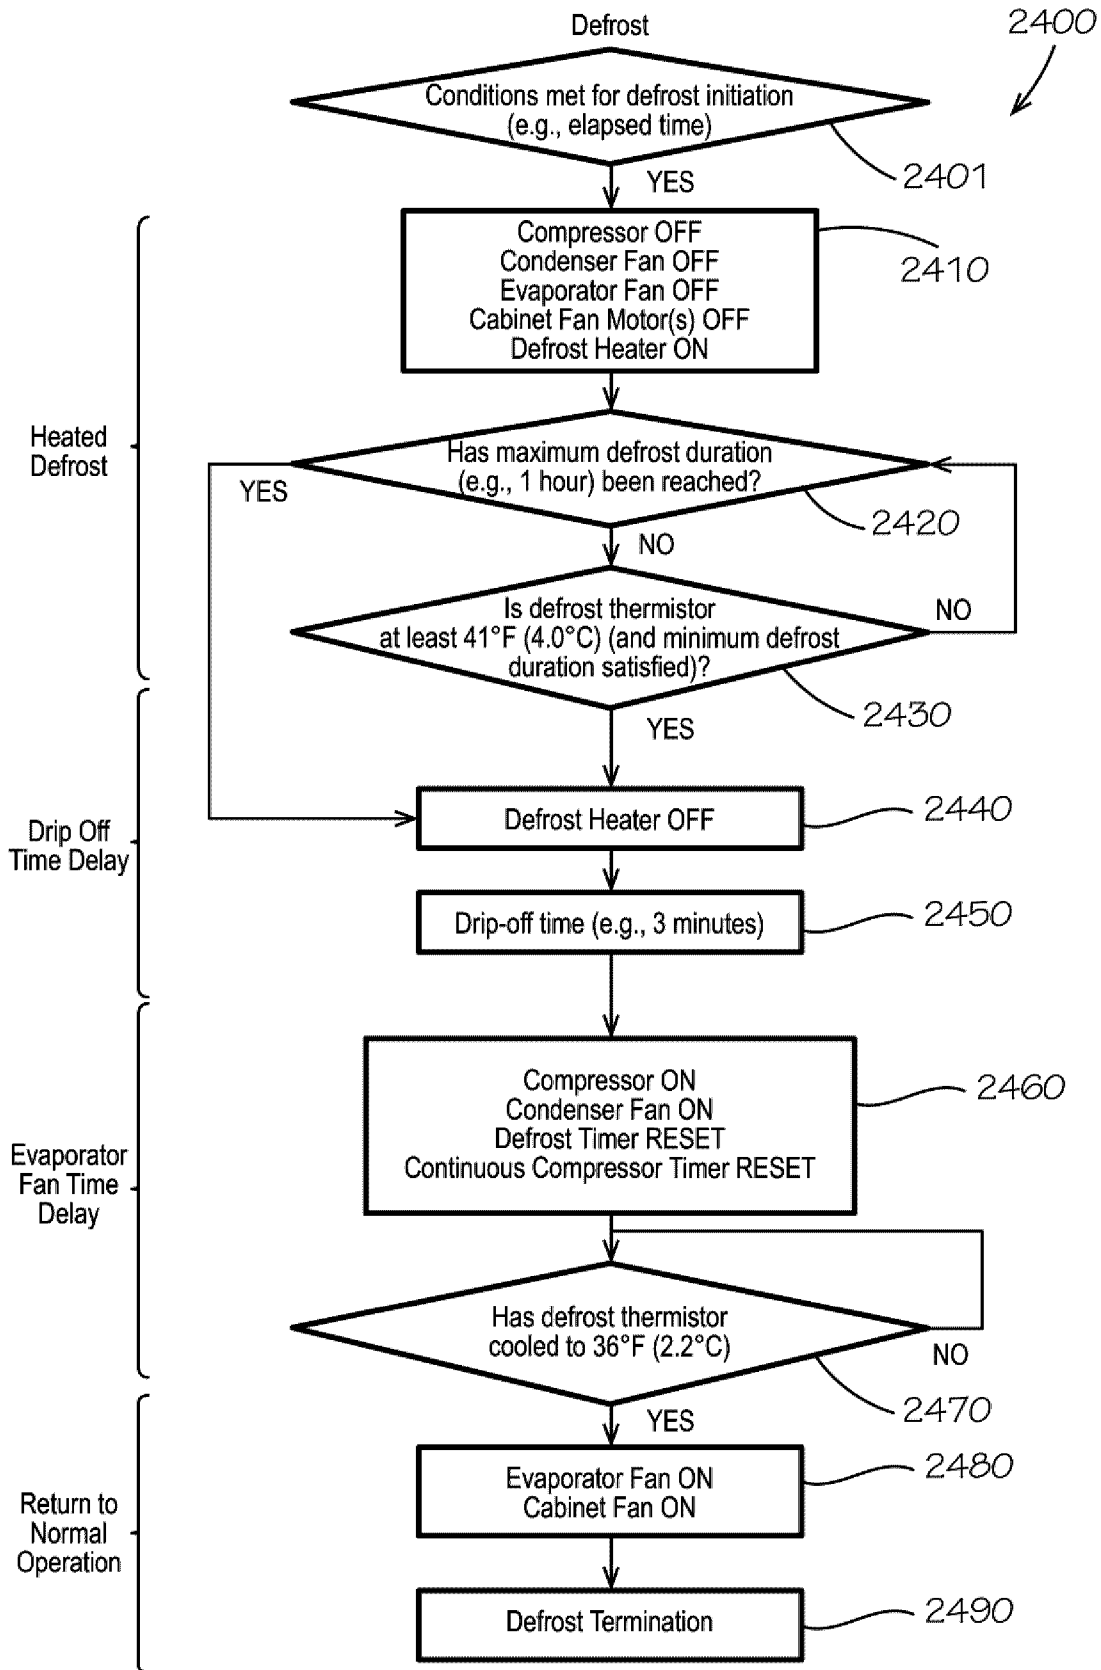 Defrost
2400
Conditions met for defrost initiation
(e.g., elapsed time)
2401
YES
Compressor OFF
Condenser Fan OFF
Evaporator Fan OFF
Cabinet Fan Motor(s) OFF
Defrost Heater ON
2410
Heated
Defrost
Has maximum defrost duration
(e.g., 1 hour) been reached?
YES
2420
NO
Is defrost thermistor
at least 41°F (4.0°C) (and minimum defrost
duration satisfied)?
NO
2430
YES
Drip Off
Time Delay
Defrost Heater OFF
2440
Drip-off time (e.g., 3 minutes)
2450
Evaporator
Fan Time
Delay
Compressor ON
Condenser Fan ON
Defrost Timer RESET
Continuous Compressor Timer RESET
2460
Has defrost thermistor
cooled to 36°F (2.2°C)
NO
2470
YES
Return to
Normal
Operation
Evaporator Fan ON
Cabinet Fan ON
2480
Defrost Termination
2490